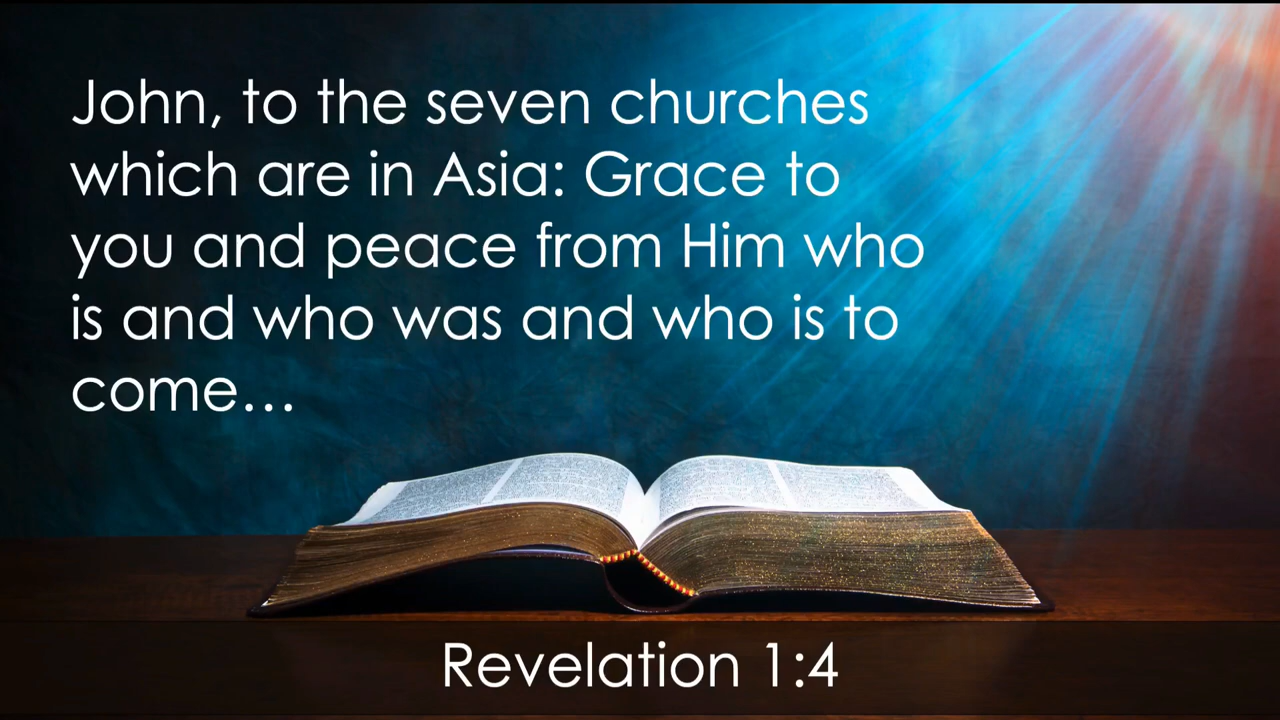 John, to the seven churches
which are in Asia: Grace to
you and peace from Him who
is and who was and who is to
come…
Revelation 1:4